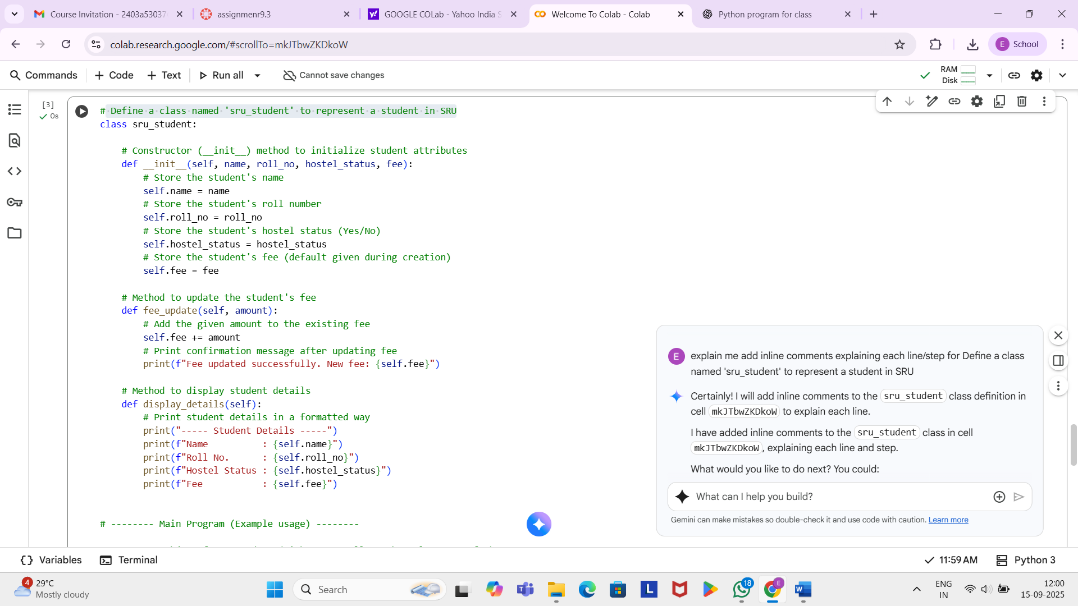 Course Invitation - 2403a5303
assignmenr9.3
GOOGLE COLab - Yahoo India S
Welcome To Colab - Colab
Python program for class
colab.research.google.com/#scrollTo=mkJTbwZKDkoW
E School
Commands + Code + Text Run all Cannot save changes RAM Disk
[3]
0s
# Define a class named 'sru_student' to represent a student in SRU
class sru_student:
# Constructor (__init__) method to initialize student attributes
def __init__(self, name, roll_no, hostel_status, fee):
# Store the student's name
self.name = name
# Store the student's roll number
self.roll_no = roll_no
# Store the student's hostel status (Yes/No)
self.hostel_status = hostel_status
# Store the student's fee (default given during creation)
self.fee = fee
# Method to update the student's fee
def fee_update(self, amount):
# Add the given amount to the existing fee
self.fee += amount
# Print confirmation message after updating fee
print(f"Fee updated successfully. New fee: {self.fee}")
# Method to display student details
def display_details(self):
# Print student details in a formatted way
print("----- Student Details -----")
print(f"Name : {self.name}")
print(f"Roll No. : {self.roll_no}")
print(f"Hostel Status : {self.hostel_status}")
print(f"Fee : {self.fee}")
# -------- Main Program (Example usage) --------
E explain me add inline comments explaining each line/step for Define a class
named 'sru_student' to represent a student in SRU
Certainly! I will add inline comments to the sru_student class definition in
cell mkJTbwZKDkoW to explain each line.
I have added inline comments to the sru_student class in cell
mkJTbwZKDkoW, explaining each line and step.
What would you like to do next? You could:
What can I help you build?
Gemini can make mistakes so double-check it and use code with caution. Learn more
Variables Terminal 11:59 AM Python 3
4
29°C
Mostly cloudy
Search
L
18
W
ENG
IN
12:00
15-09-2025